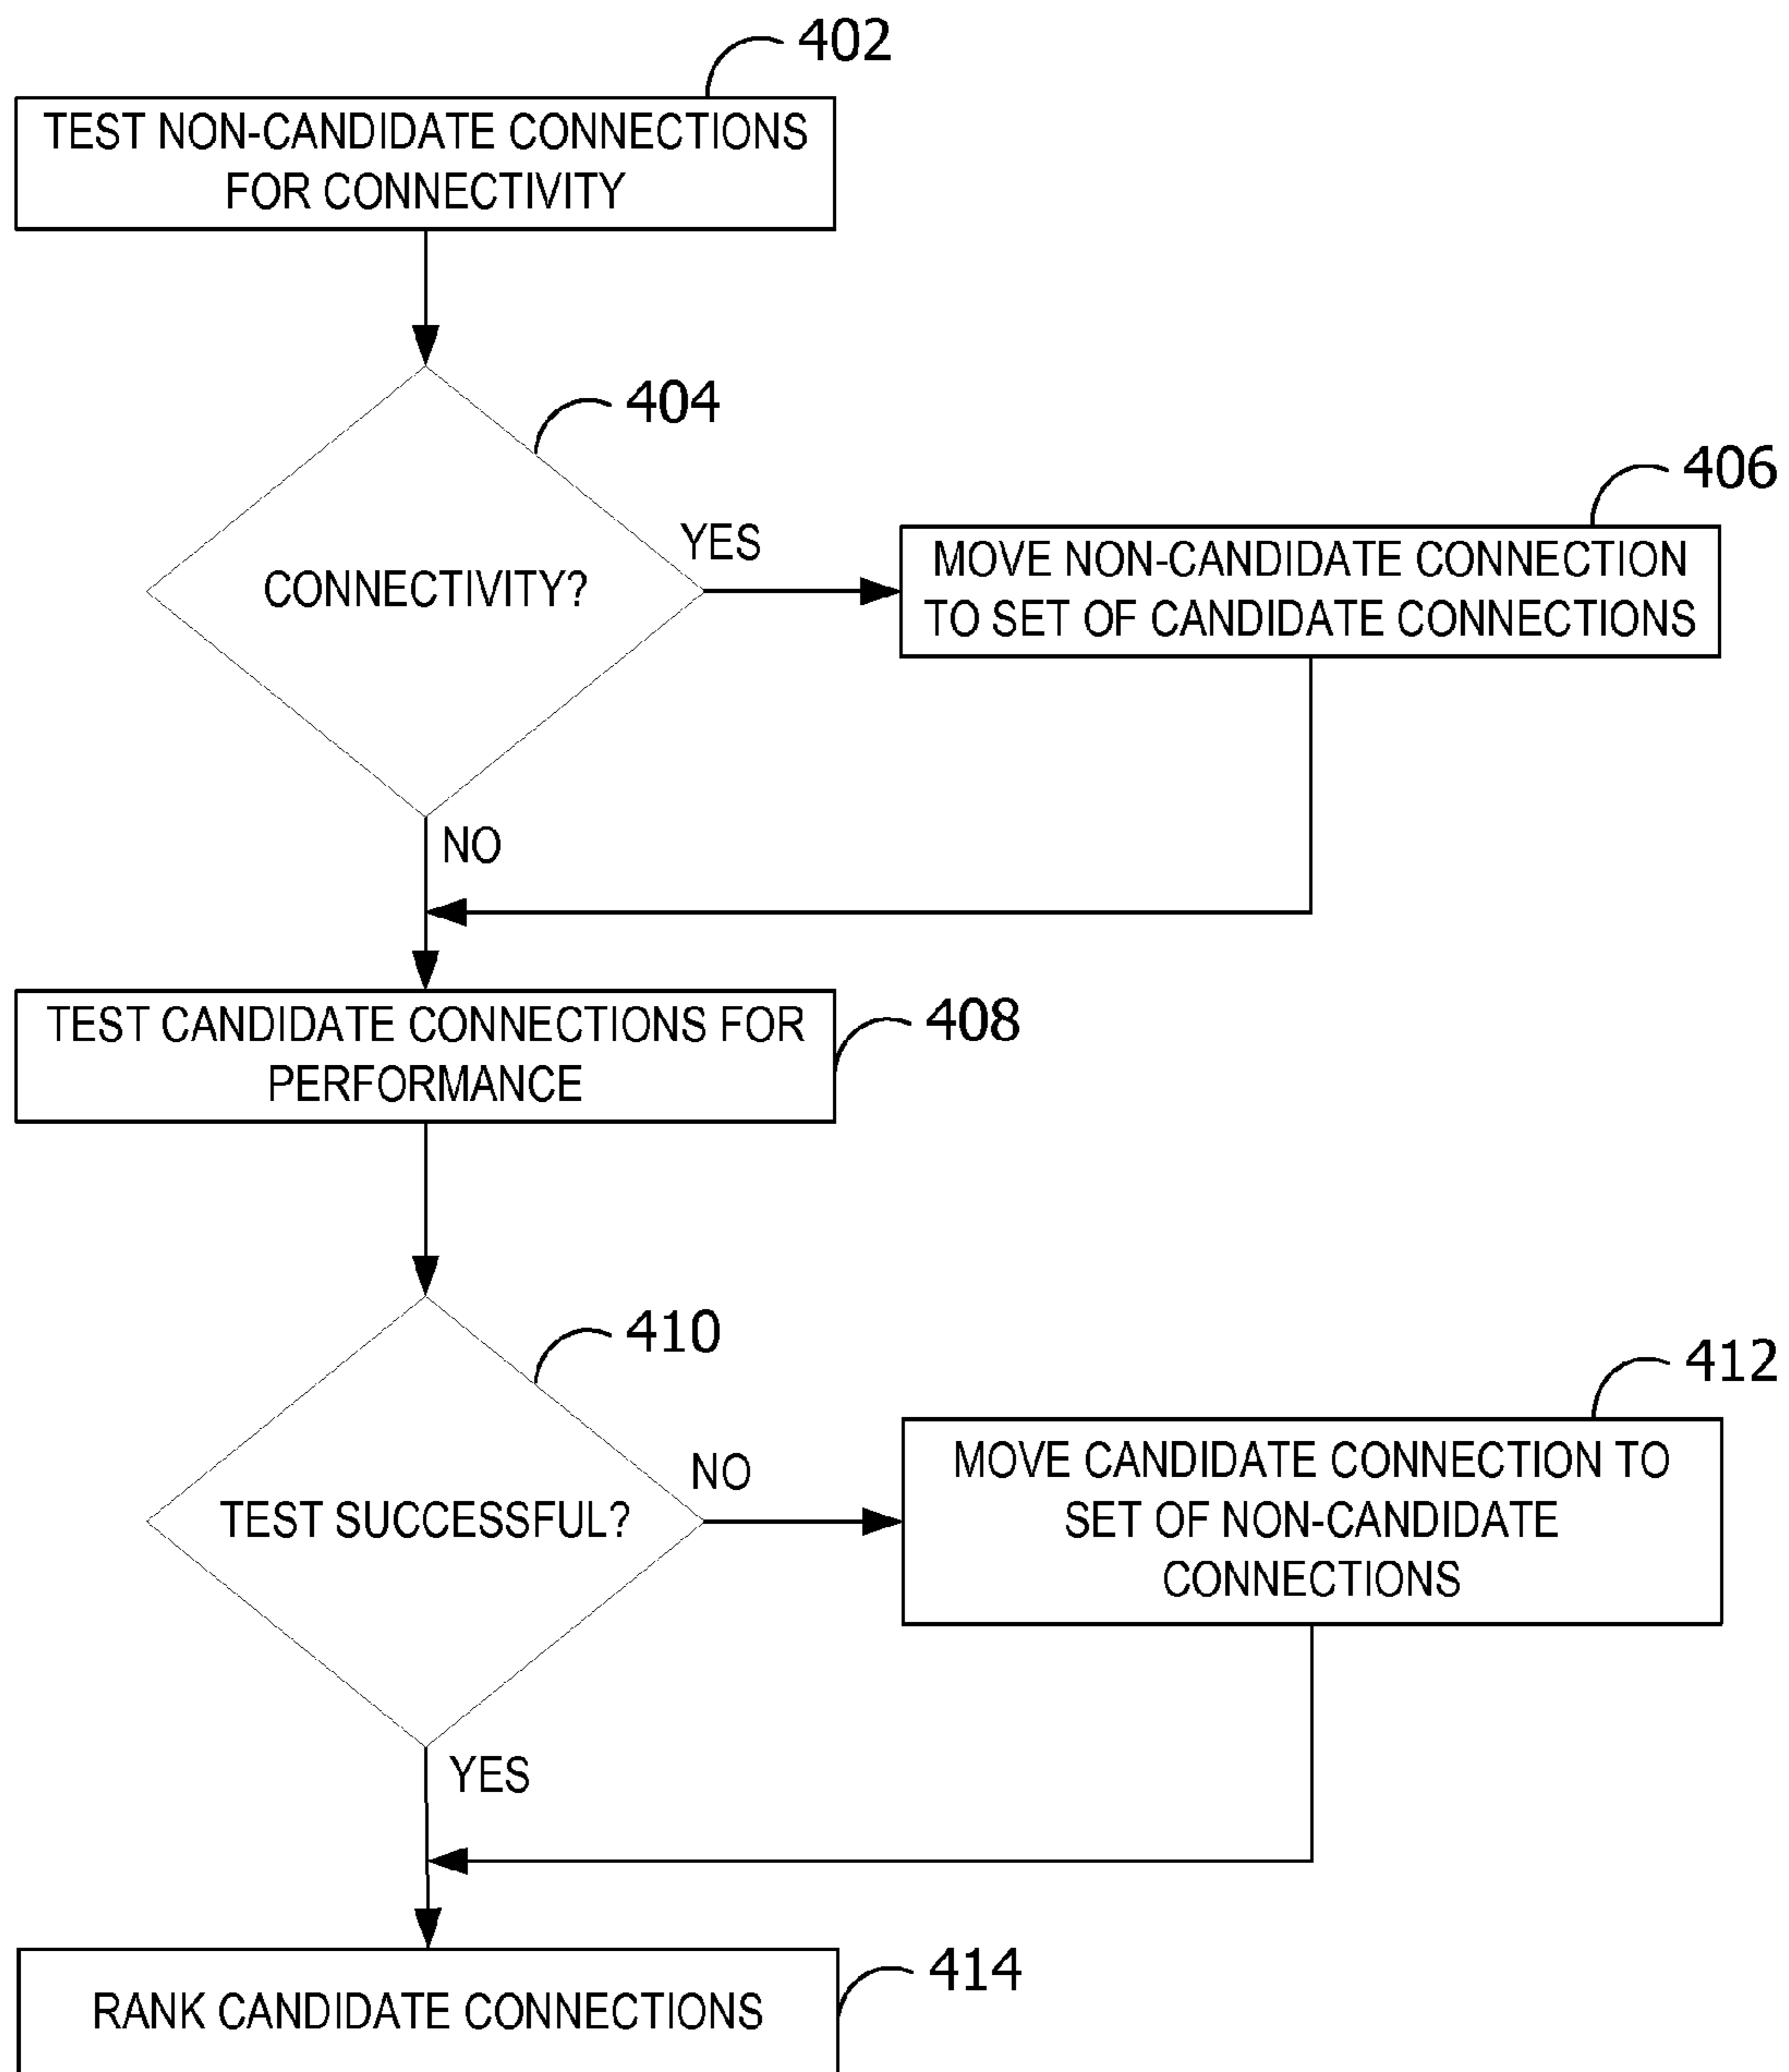 402
TEST NON-CANDIDATE CONNECTIONS
FOR CONNECTIVITY
404
CONNECTIVITY?
YES
406
MOVE NON-CANDIDATE CONNECTION
TO SET OF CANDIDATE CONNECTIONS
NO
TEST CANDIDATE CONNECTIONS FOR
PERFORMANCE
408
410
TEST SUCCESSFUL?
NO
412
MOVE CANDIDATE CONNECTION TO
SET OF NON-CANDIDATE
CONNECTIONS
YES
414
RANK CANDIDATE CONNECTIONS